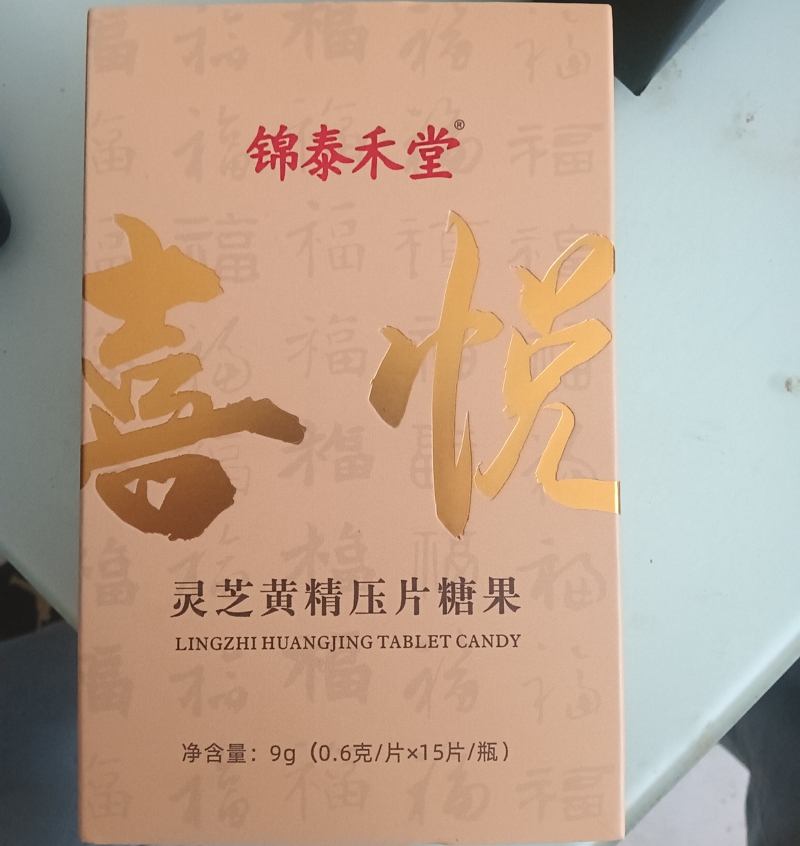 锦泰禾堂®
喜悦
灵芝黄精压片糖果
LINGZHI HUANGJING TABLET CANDY
净含量：9g（0.6克/片×15片/瓶）